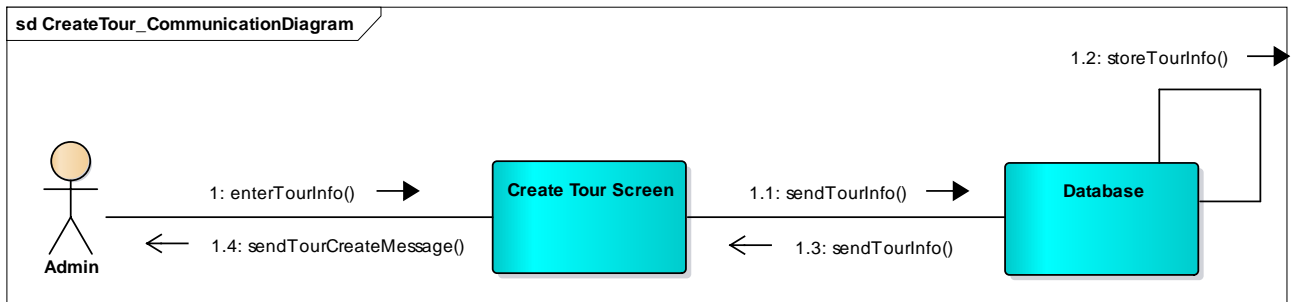 sd CreateTour_CommunicationDiagram
1.2: storeTourInfo()
1: enterTourInfo()
Create Tour Screen
1.1: sendTourInfo()
Database
1.4: sendTourCreateMessage()
1.3: sendTourInfo()
Admin